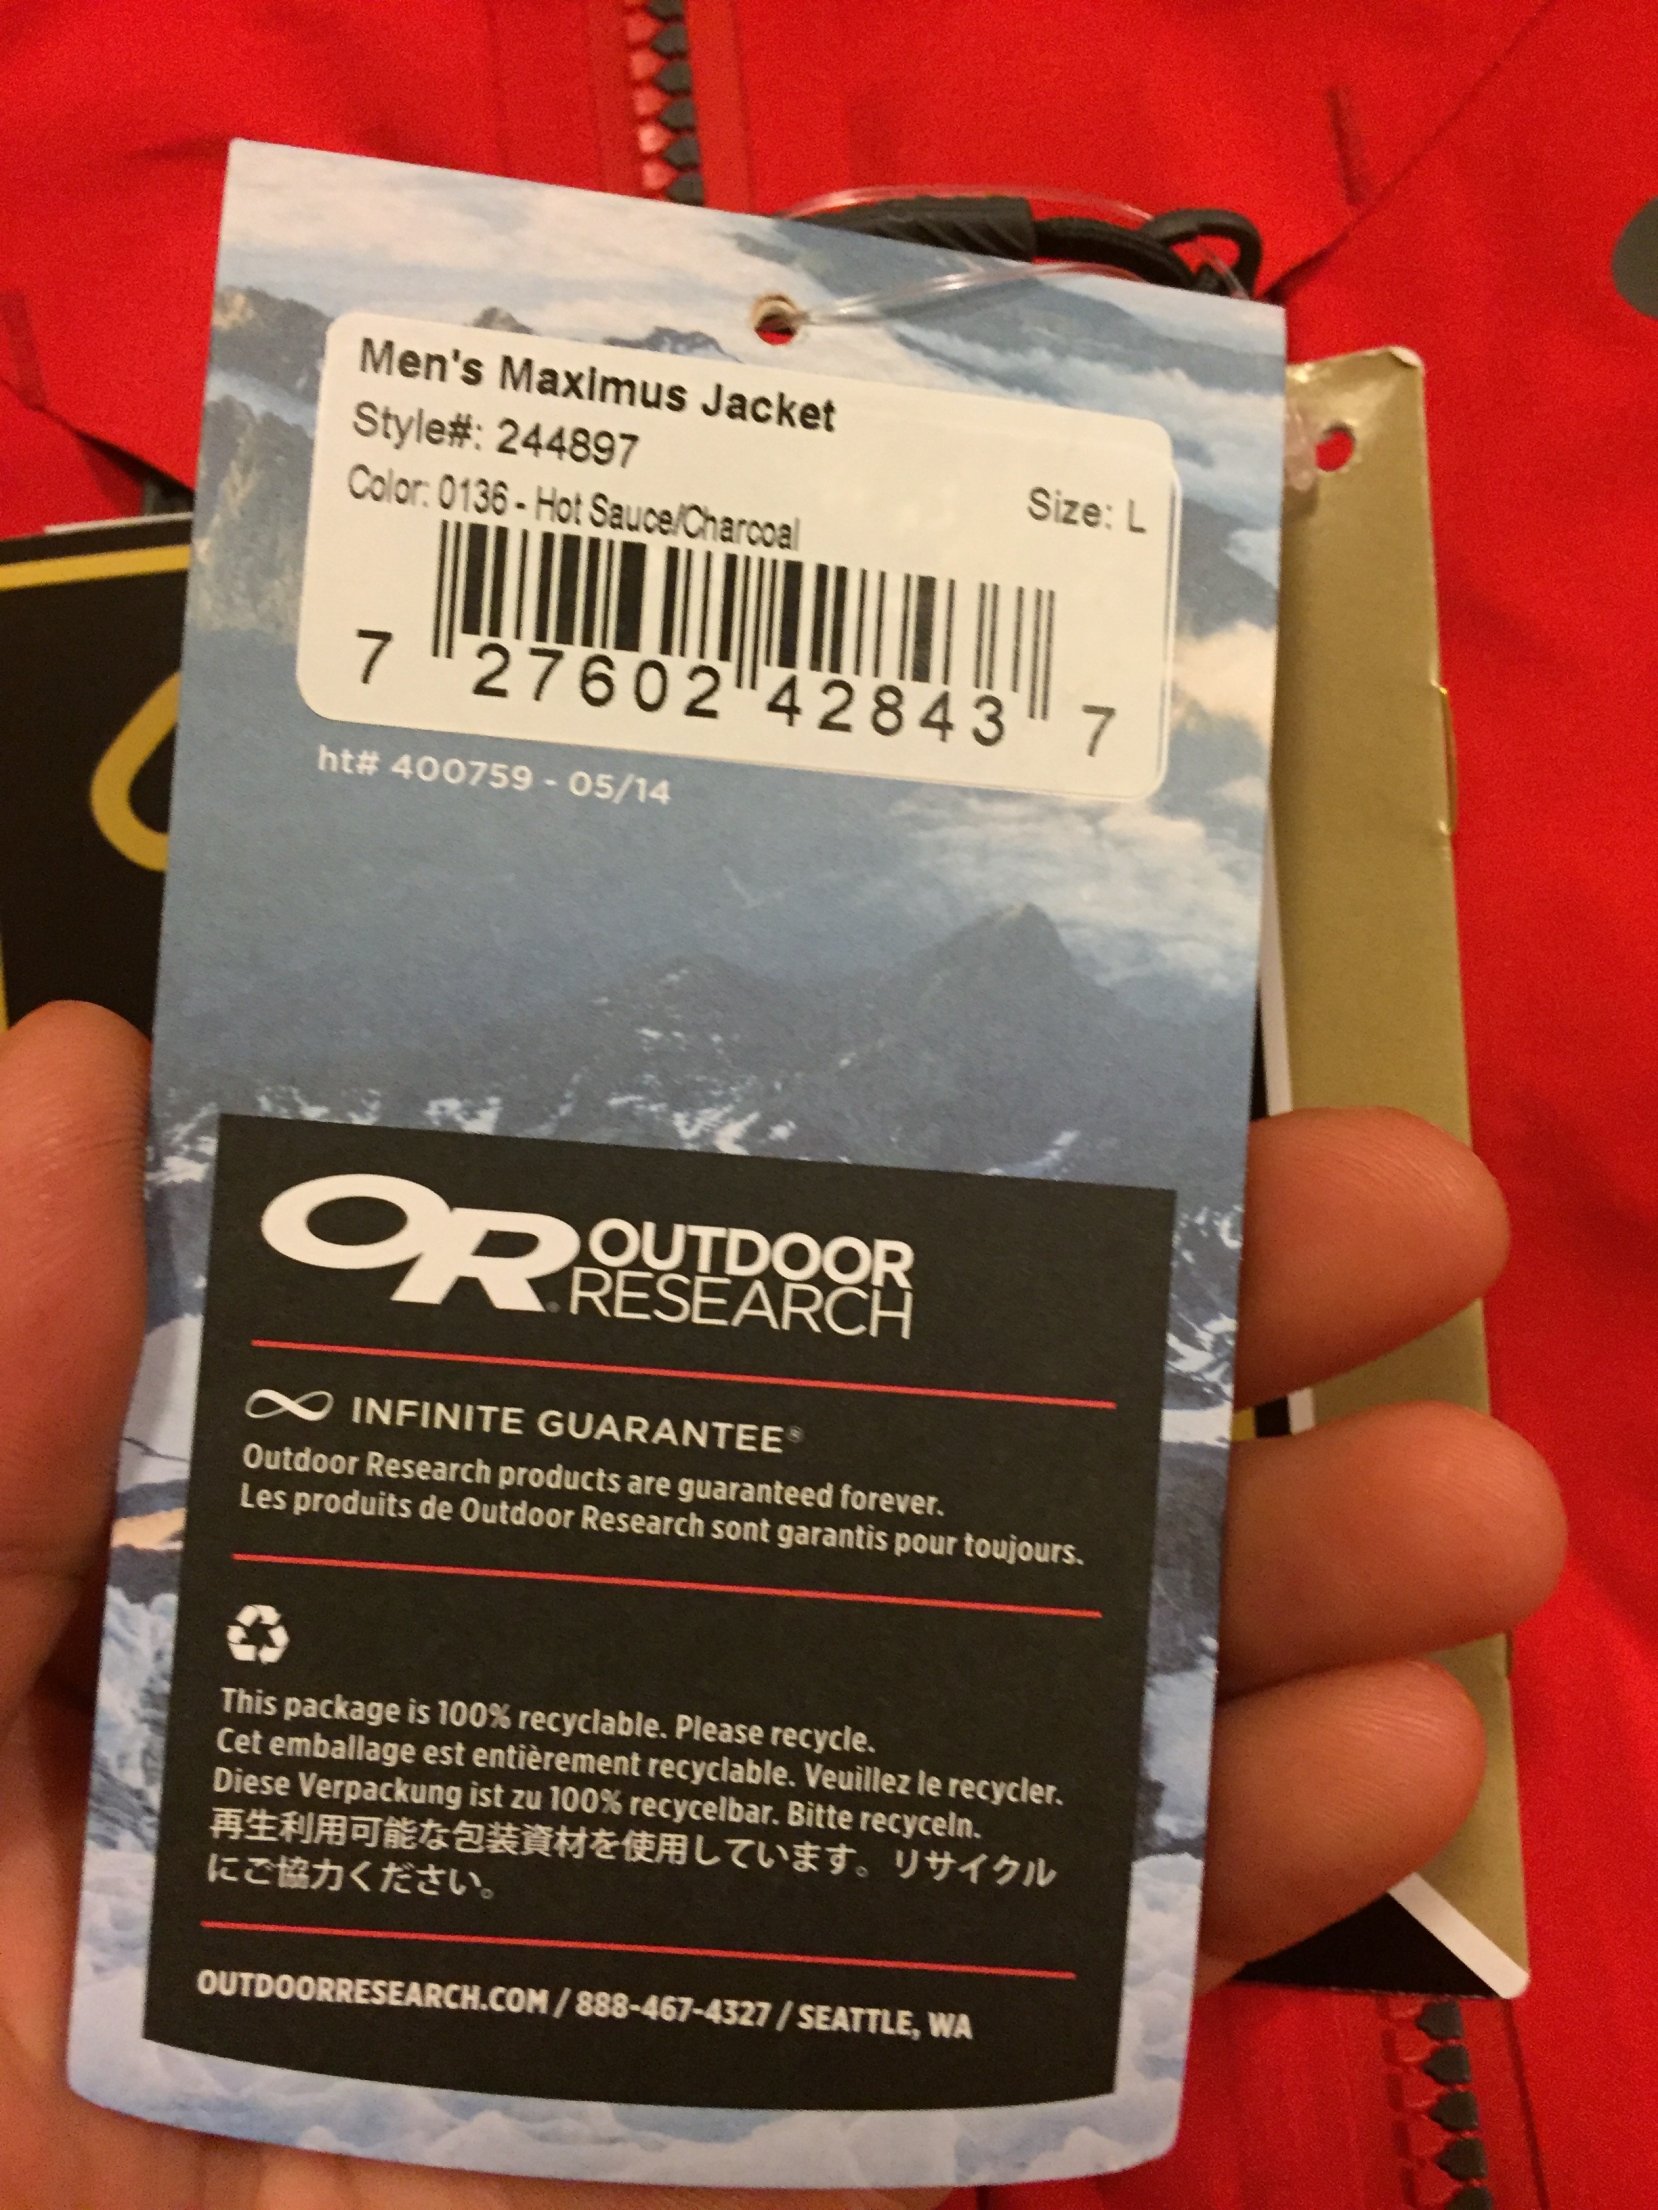 Men's Maximus Jacket
Style#: 244897
Color: 0136 - Hot Sauce/Charcoal
Size: L
7 27602 42843 7
ht# 400759 - 05/14
OR® OUTDOOR
RESEARCH
INFINITE GUARANTEE®
Outdoor Research products are guaranteed forever.
Les produits de Outdoor Research sont garantis pour toujours.
This package is 100% recyclable. Please recycle.
Cet emballage est entièrement recyclable. Veuillez le recycler.
Diese Verpackung ist zu 100% recycelbar. Bitte recyceln.
再生利用可能な包装資材を使用しています。リサイクル
にご協力ください。
OUTDOORRESEARCH.COM / 888-467-4327 / SEATTLE, WA